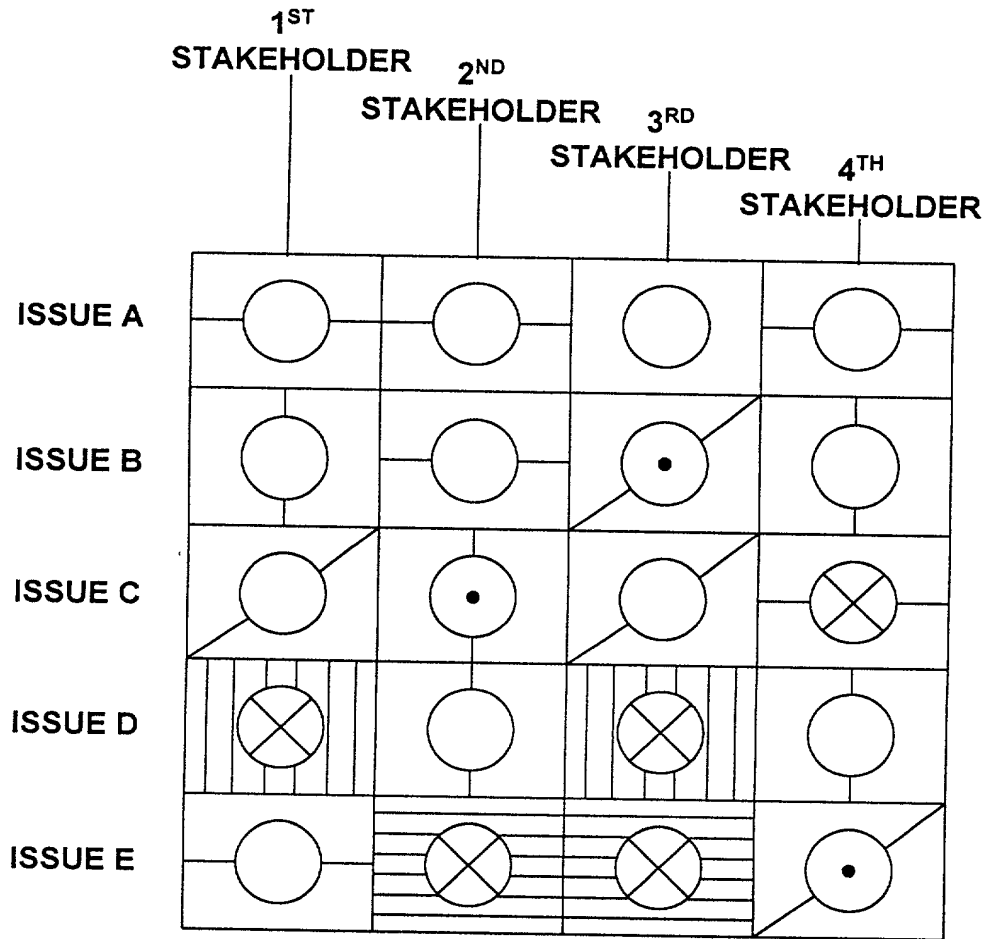 1ST
STAKEHOLDER
2ND
STAKEHOLDER
3RD
STAKEHOLDER
4TH
STAKEHOLDER
ISSUE A
ISSUE B
ISSUE C
ISSUE D
ISSUE E